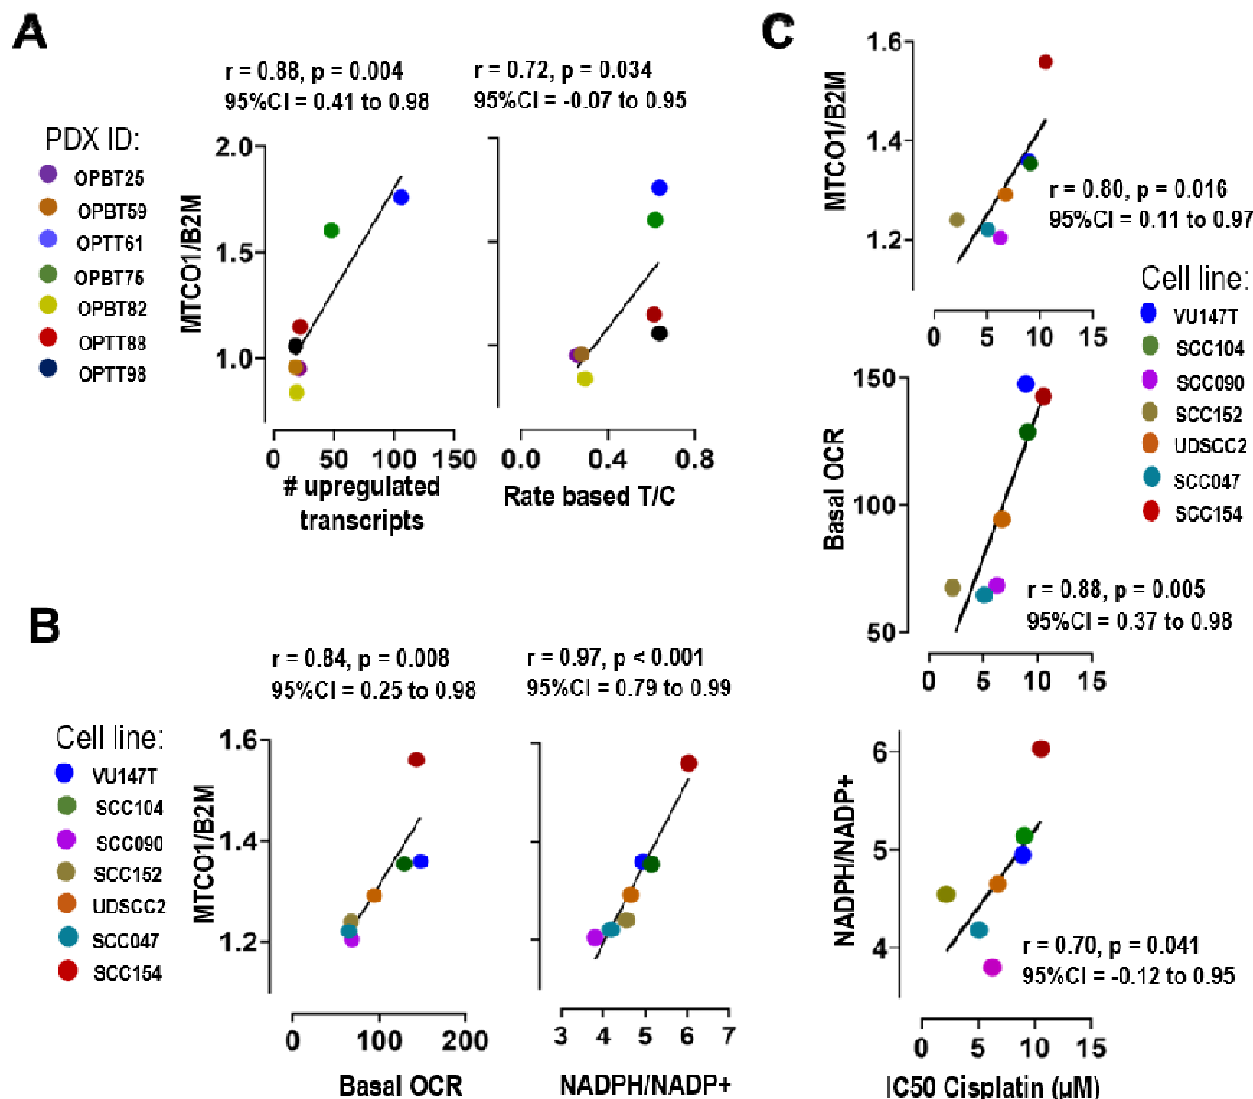 A
r = 0.88, p = 0.004
95%CI = 0.41 to 0.98
r = 0.72, p = 0.034
95%CI = -0.07 to 0.95
PDX ID:
OPBT25
OPBT59
OPTT61
OPBT75
OPBT82
OPTT88
OPTT98
MTCO1/B2M
2.0
1.5
1.0
0 50 100 150
# upregulated
transcripts
0.0 0.4 0.8
Rate based T/C
B
r = 0.84, p = 0.008
95%CI = 0.25 to 0.98
r = 0.97, p < 0.001
95%CI = 0.79 to 0.99
Cell line:
VU147T
SCC104
SCC090
SCC152
UDSCC2
SCC047
SCC154
MTCO1/B2M
1.6
1.4
1.2
0 100 200
Basal OCR
3 4 5 6 7
NADPH/NADP+
C
MTCO1/B2M
1.6
1.4
1.2
r = 0.80, p = 0.016
95%CI = 0.11 to 0.97
0 5 10 15
Cell line:
VU147T
SCC104
SCC090
SCC152
UDSCC2
SCC047
SCC154
Basal OCR
150
100
50
r = 0.88, p = 0.005
95%CI = 0.37 to 0.98
0 5 10 15
NADPH/NADP+
6
5
4
r = 0.70, p = 0.041
95%CI = -0.12 to 0.95
0 5 10 15
IC50 Cisplatin (µM)